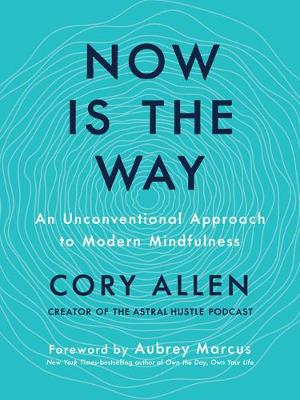 NOW
IS THE
WAY
An Unconventional Approach
to Modern Mindfulness
CORY ALLEN
CREATOR OF THE ASTRAL HUSTLE PODCAST
Foreword by Aubrey Marcus
New York Times-bestselling author of Own the Day, Own Your Life